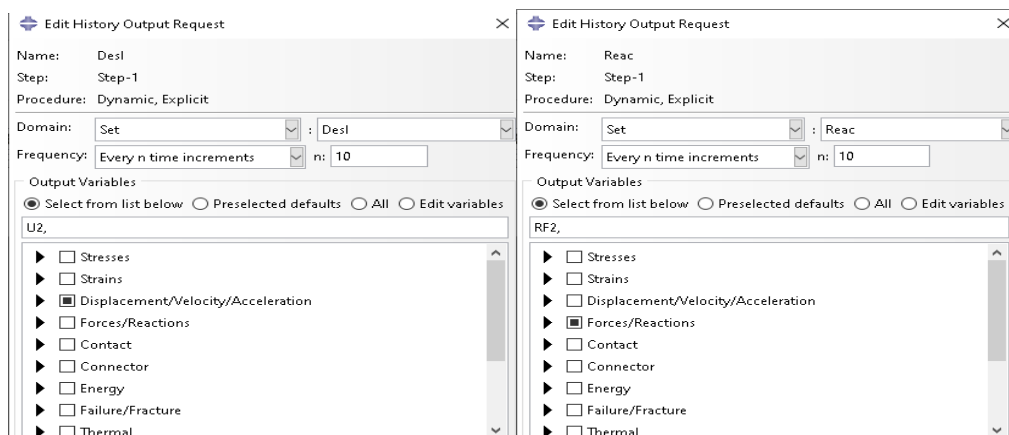 Edit History Output Request
Name: Desl
Step: Step-1
Procedure: Dynamic, Explicit
Domain: Set : Desl
Frequency: Every n time increments n: 10
Output Variables
Select from list below Preselected defaults All Edit variables
U2,
Stresses
Strains
Displacement/Velocity/Acceleration
Forces/Reactions
Contact
Connector
Energy
Failure/Fracture
Thermal
Edit History Output Request
Name: Reac
Step: Step-1
Procedure: Dynamic, Explicit
Domain: Set : Reac
Frequency: Every n time increments n: 10
Output Variables
Select from list below Preselected defaults All Edit variables
RF2,
Stresses
Strains
Displacement/Velocity/Acceleration
Forces/Reactions
Contact
Connector
Energy
Failure/Fracture
Thermal